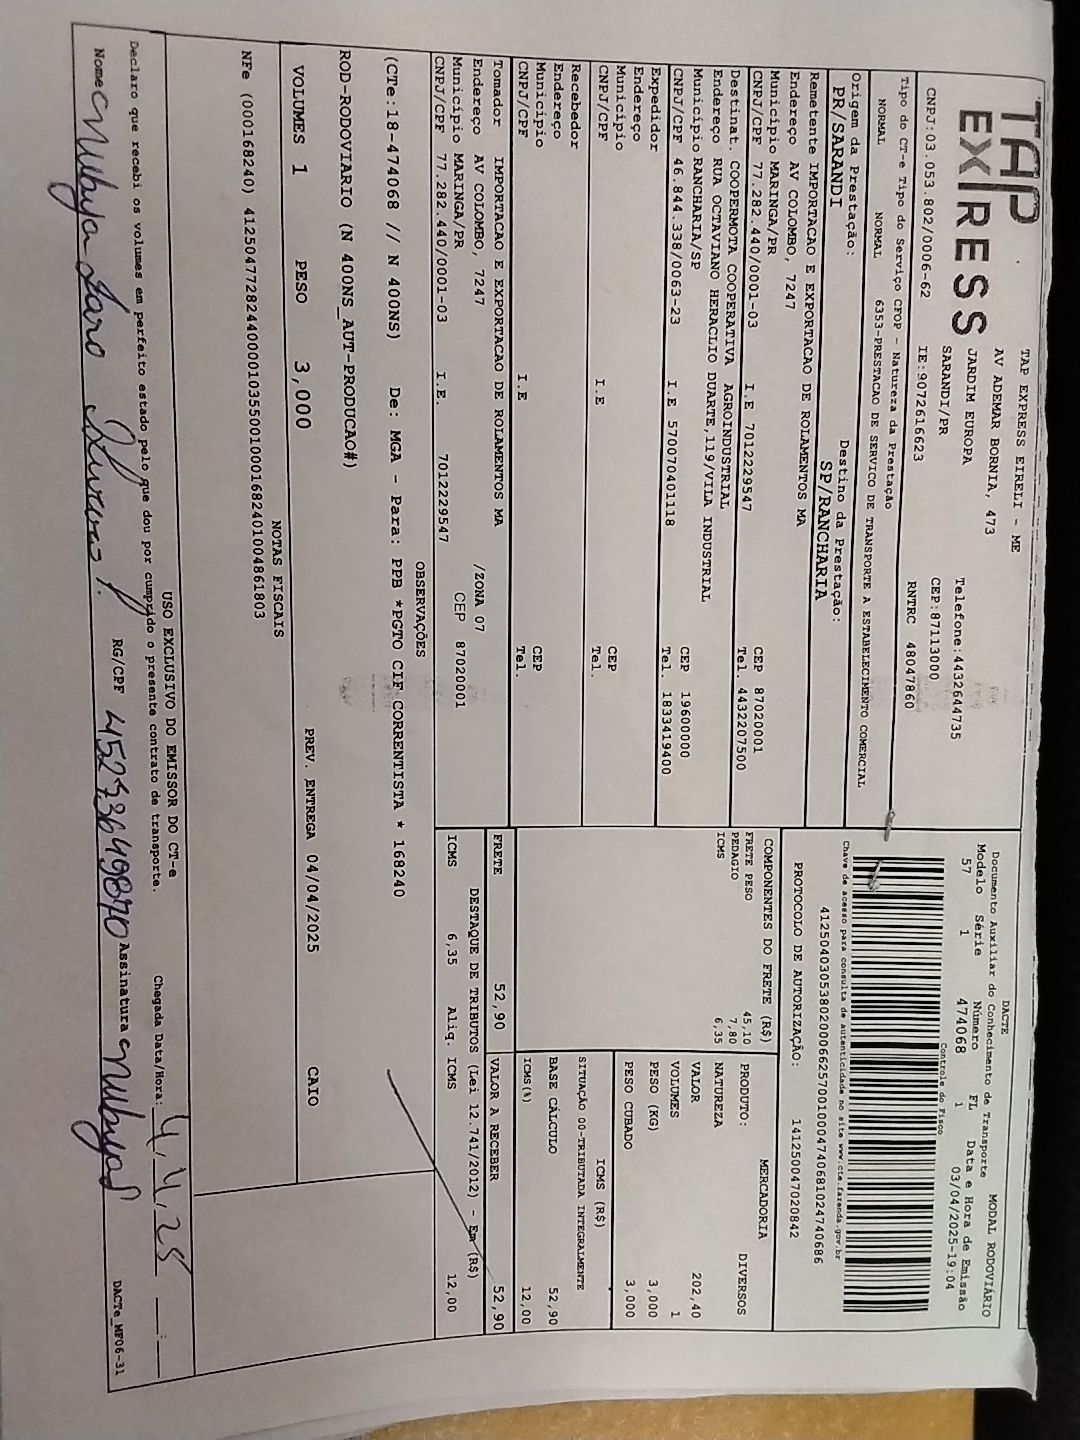 TAP
EXPRESS
TAP EXPRESS EIRELI - ME
AV ADEMAR BORNIA, 473
JARDIM EUROPA
SARANDI/PR
CNPJ:03.053.802/0006-62 IE:9072616623
Telefone:4432644735
CEP:87113000
RNTRC 48047860
DACTE MODAL RODOVIÁRIO
Documento Auxiliar do Conhecimento de Transporte
Modelo Série Número FL Data e Hora de Emissão
57 1 474068 1 03/04/2025-19:04
Controle do Fisco
Chave de acesso para consulta de autenticidade no site www.cte.fazenda.gov.br
41250403053802000662570010004740681024740686
PROTOCOLO DE AUTORIZAÇÃO: 141250047020842
Tipo do CT-e Tipo do Serviço CFOP - Natureza da Prestação
NORMAL NORMAL 6353-PRESTACAO DE SERVICO DE TRANSPORTE A ESTABELECIMENTO COMERCIAL
Origem da Prestação: Destino da Prestação:
PR/SARANDI SP/RANCHARIA
Remetente IMPORTACAO E EXPORTACAO DE ROLAMENTOS MA
Endereço AV COLOMBO, 7247
Município MARINGA/PR CEP 87020001
CNPJ/CPF 77.282.440/0001-03 I.E 7012229547 Tel. 4432207500
Destinat. COOPERMOTA COOPERATIVA AGROINDUSTRIAL
Endereço RUA OCTAVIANO HERACLIO DUARTE,119/VILA INDUSTRIAL
Município RANCHARIA/SP CEP 19600000
CNPJ/CPF 46.844.338/0063-23 I.E 570070401118 Tel. 1833419400
Expedidor
Endereço
Município CEP
CNPJ/CPF I.E Tel.
Recebedor
Endereço
Município CEP
CNPJ/CPF I.E Tel.
Tomador IMPORTACAO E EXPORTACAO DE ROLAMENTOS MA
Endereço AV COLOMBO, 7247 /ZONA 07
Município MARINGA/PR CEP 87020001
CNPJ/CPF 77.282.440/0001-03 I.E. 7012229547
COMPONENTES DO FRETE (R$)
FRETE PESO 45,10
PEDAGIO 7,80
ICMS 6,35
PRODUTO: MERCADORIA
NATUREZA DIVERSOS
VALOR 202,40
VOLUMES 1
PESO (KG) 3,000
PESO CUBADO 3,000
ICMS (R$)
SITUAÇÃO 00-TRIBUTADA INTEGRALMENTE
BASE CÁLCULO 52,90
ICMS(%) 12,00
FRETE 52,90 VALOR A RECEBER 52,90
DESTAQUE DE TRIBUTOS (Lei 12.741/2012) - Em (R$)
ICMS 6,35 Aliq. ICMS 12,00
OBSERVAÇÕES
(CTe:18-474068 // N 400NS) De: MGA - Para: PPB *PGTO CIF CORRENTISTA * 168240
ROD-RODOVIARIO (N 400NS_AUT-PRODUCAO#)
VOLUMES 1 PESO 3,000 PREV. ENTREGA 04/04/2025 CAIO
NOTAS FISCAIS
NFe (000168240) 41250477282440000103550010001682401004861803
USO EXCLUSIVO DO EMISSOR DO CT-e
Declaro que recebi os volumes em perfeito estado pelo que dou por cumprido o presente contrato de transporte. Chegada Data/Hora: 4, 4, 25 :
Nome RG/CPF 45273649870 Assinatura
DACTe_MF06-31